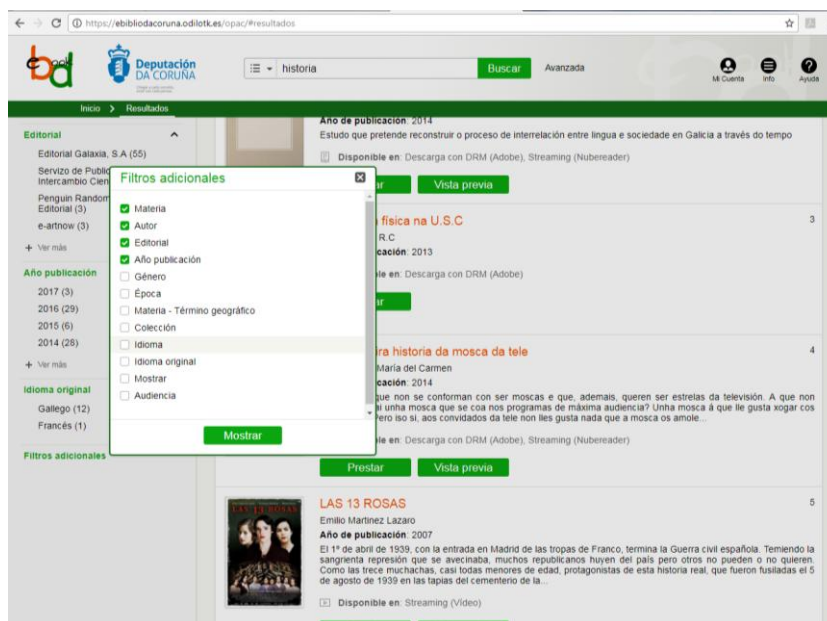 https://ebibliodacoruna.odilotk.es/opac/#resultados
ebook
Deputación
DA CORUÑA
historia
Buscar
Avanzada
Mi Cuenta
Info
Ayuda
Inicio
Resultados
Editorial
Editorial Galaxia, S.A (55)
Servizo de Public
Intercambio Cien
Penguin Random
Editorial (3)
e-artnow (3)
+ Ver más
Año publicación
2017 (3)
2016 (29)
2015 (6)
2014 (28)
+ Ver más
Idioma original
Gallego (12)
Francés (1)
Filtros adicionales
Filtros adicionales
Materia
Autor
Editorial
Año publicación
Género
Época
Materia - Término geográfico
Colección
Idioma
Idioma original
Mostrar
Audiencia
Mostrar
Año de publicación: 2014
Estudo que pretende reconstruir o proceso de interrelación entre lingua e sociedade en Galicia a través do tempo
Disponible en: Descarga con DRM (Adobe), Streaming (Nubereader)
ar
Vista previa
física na U.S.C
3
R.C
cación: 2013
le en: Descarga con DRM (Adobe)
ar
ira historia da mosca da tele
4
María del Carmen
cación: 2014
que non se conforman con ser moscas e que, ademais, queren ser estrelas da televisión. A que non
ai unha mosca que se coa nos programas de máxima audiencia? Unha mosca á que lle gusta xogar cos
ero iso si, aos convidados da tele non lles gusta nada que a mosca os amole...
le en: Descarga con DRM (Adobe), Streaming (Nubereader)
Prestar
Vista previa
LAS 13 ROSAS
LAS 13 ROSAS
5
Emilio Martinez Lazaro
Año de publicación: 2007
El 1º de abril de 1939, con la entrada en Madrid de las tropas de Franco, termina la Guerra civil española. Temiendo la
sangrienta represión que se avecinaba, muchos republicanos huyen del país pero otros no pueden o no quieren.
Como las trece muchachas, casi todas menores de edad, protagonistas de esta historia real, que fueron fusiladas el 5
de agosto de 1939 en las tapias del cementerio de la...
Disponible en: Streaming (Vídeo)